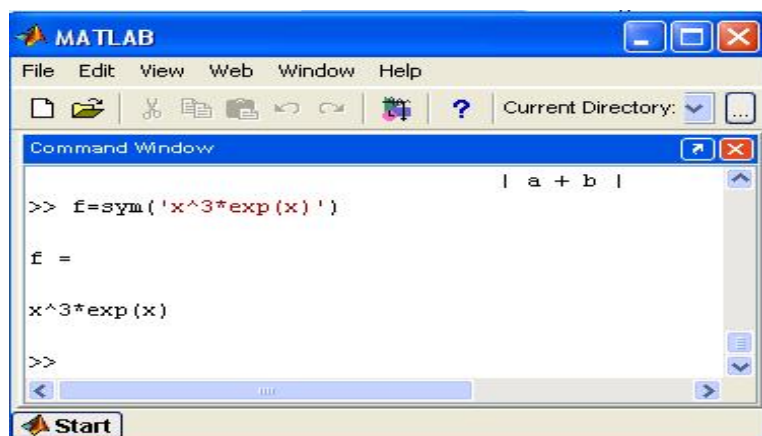 MATLAB
File Edit View Web Window Help
? Current Directory: ...
Command Window
| a + b |
>> f=sym('x^3*exp(x)')
f =
x^3*exp(x)
>>
Start